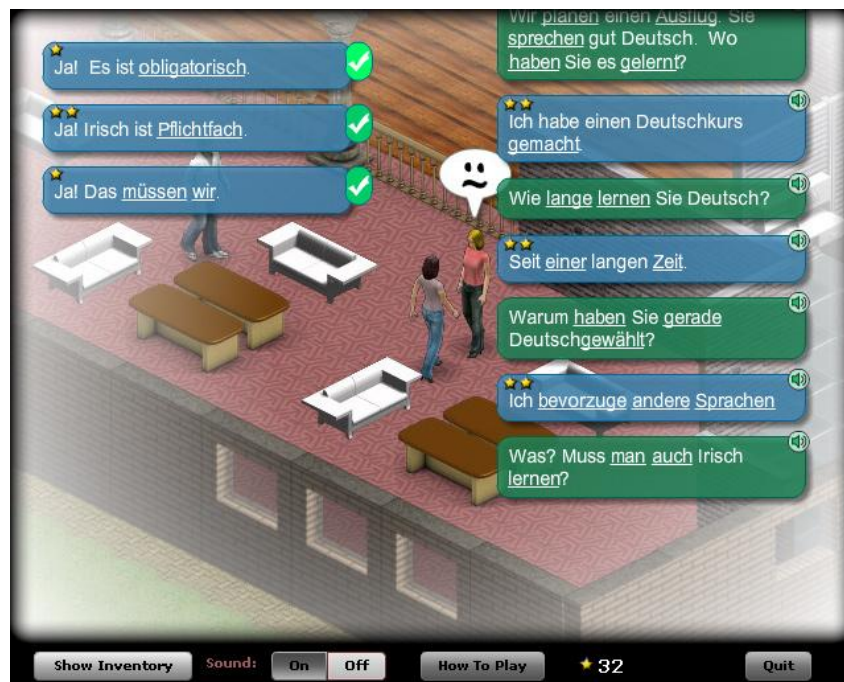 Ja! Es ist obligatorisch.
Ja! Irisch ist Pflichtfach.
Ja! Das müssen wir.
Wir planen einen Ausflug. Sie
sprechen gut Deutsch. Wo
haben Sie es gelernt?
Ich habe einen Deutschkurs
gemacht
Wie lange lernen Sie Deutsch?
Seit einer langen Zeit.
Warum haben Sie gerade
Deutschgewählt?
Ich bevorzuge andere Sprachen
Was? Muss man auch Irisch
lernen?
Show Inventory
Sound:
On
Off
How To Play
32
Quit